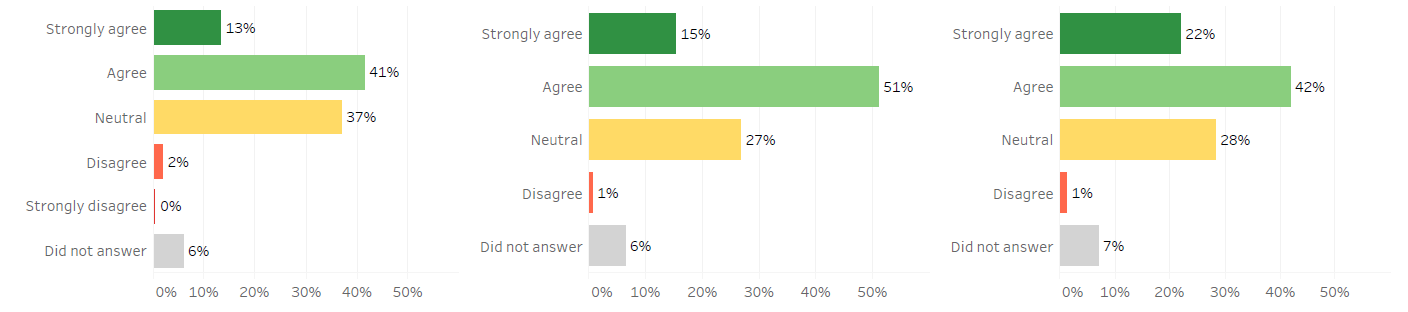 Strongly agree 13%
Agree 41%
Neutral 37%
Disagree 2%
Strongly disagree 0%
Did not answer 6%
0% 10% 20% 30% 40% 50%
Strongly agree 15%
Agree 51%
Neutral 27%
Disagree 1%
Did not answer 6%
0% 10% 20% 30% 40% 50%
Strongly agree 22%
Agree 42%
Neutral 28%
Disagree 1%
Did not answer 7%
0% 10% 20% 30% 40% 50%